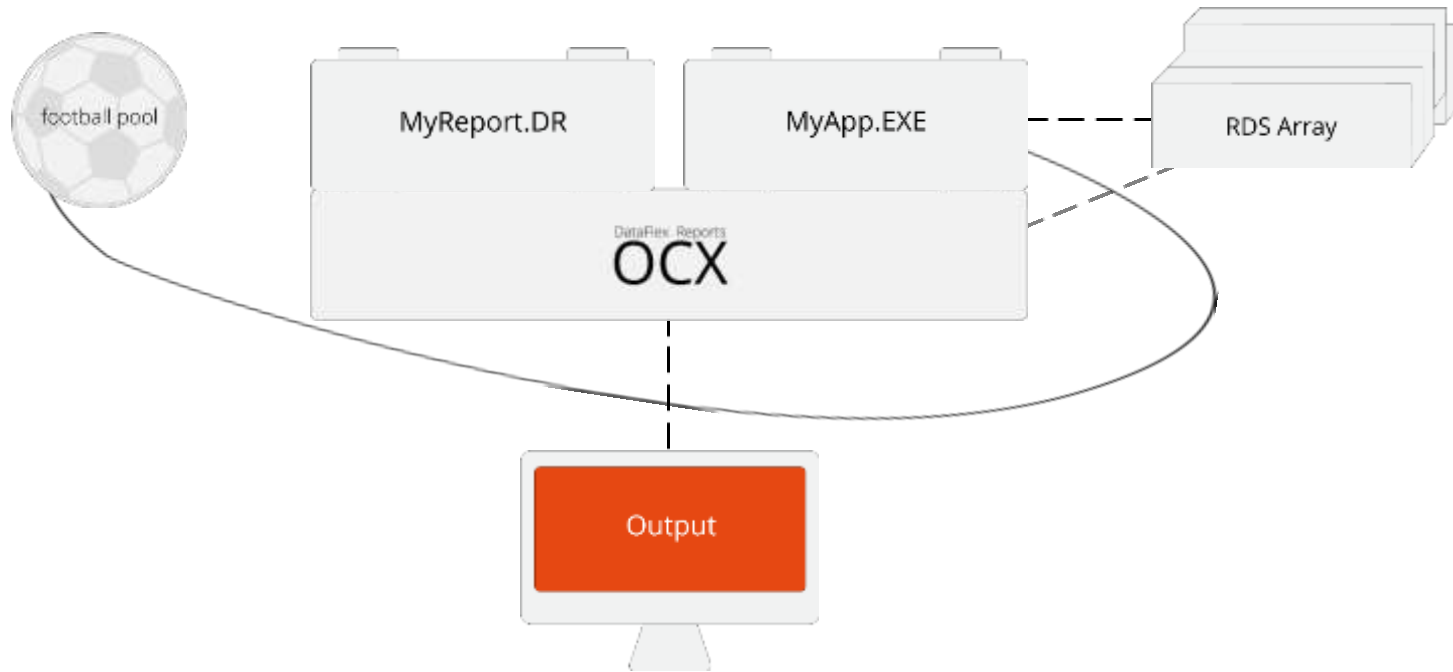 football pool
MyReport.DR
MyApp.EXE
RDS Array
DataFlex Reports
OCX
Output